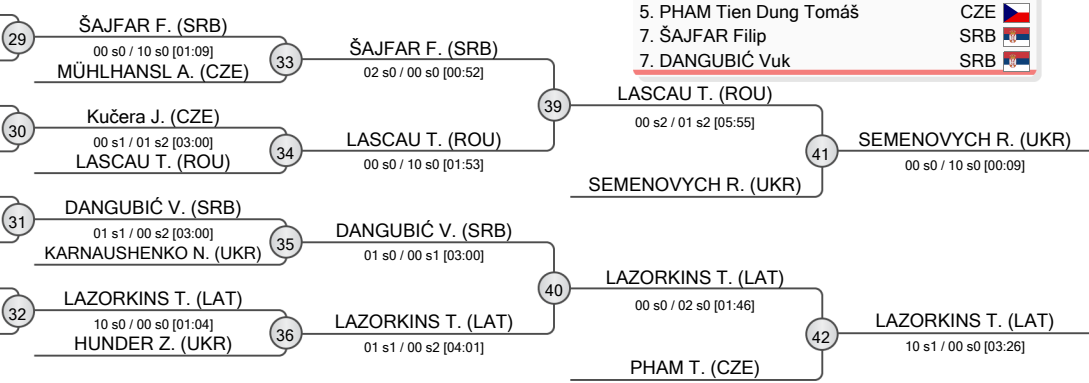 5. PHAM Tien Dung Tomáš CZE
7. ŠAJFAR Filip SRB
7. DANGUBIĆ Vuk SRB
29
ŠAJFAR F. (SRB)
00 s0 / 10 s0 [01:09]
MÜHLHANSL A. (CZE)
33
ŠAJFAR F. (SRB)
02 s0 / 00 s0 [00:52]
30
Kučera J. (CZE)
00 s1 / 01 s2 [03:00]
LASCAU T. (ROU)
34
LASCAU T. (ROU)
00 s0 / 10 s0 [01:53]
39
LASCAU T. (ROU)
00 s2 / 01 s2 [05:55]
SEMENOVYCH R. (UKR)
41
SEMENOVYCH R. (UKR)
00 s0 / 10 s0 [00:09]
31
DANGUBIĆ V. (SRB)
01 s1 / 00 s2 [03:00]
KARNAUSHENKO N. (UKR)
35
DANGUBIĆ V. (SRB)
01 s0 / 00 s1 [03:00]
32
LAZORKINS T. (LAT)
10 s0 / 00 s0 [01:04]
HUNDER Z. (UKR)
36
LAZORKINS T. (LAT)
01 s1 / 00 s2 [04:01]
40
LAZORKINS T. (LAT)
00 s0 / 02 s0 [01:46]
PHAM T. (CZE)
42
LAZORKINS T. (LAT)
10 s1 / 00 s0 [03:26]